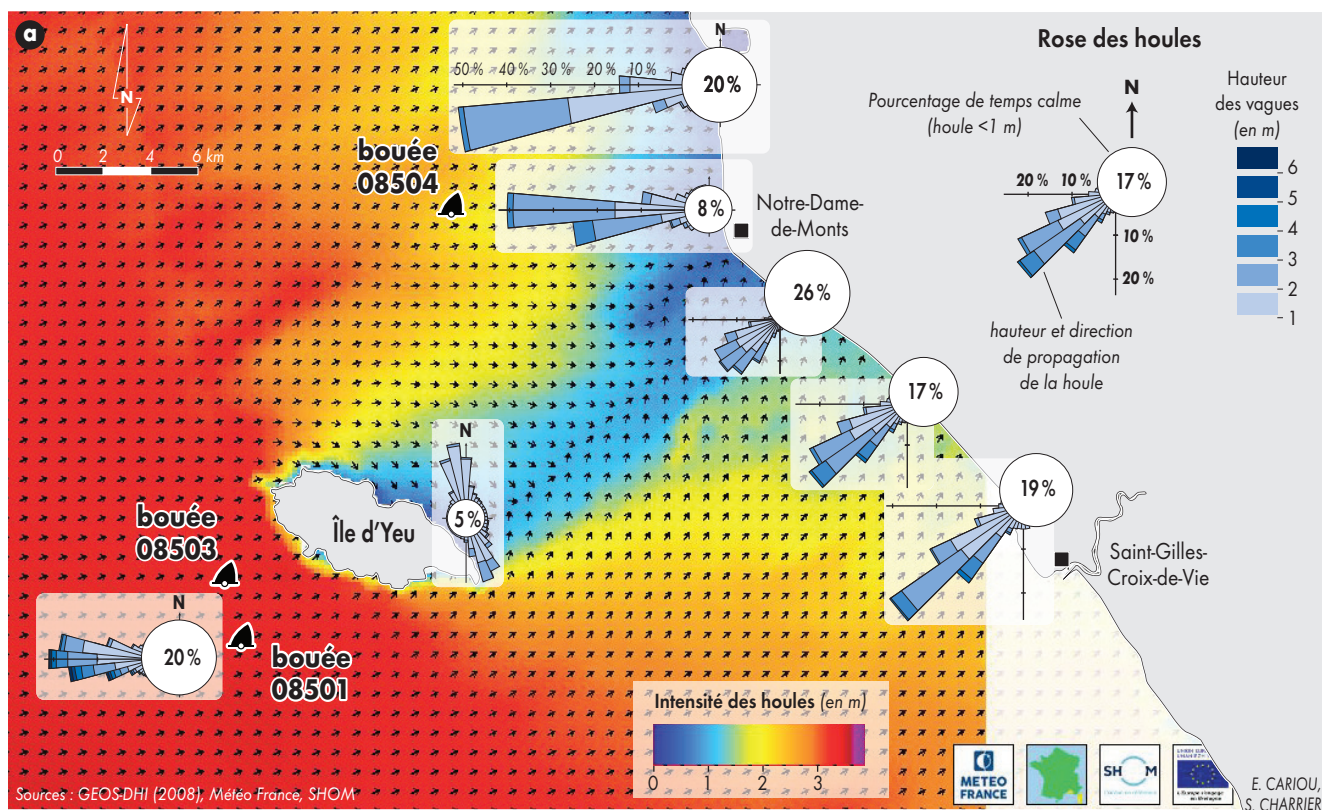 a
N
0 2 4 6 km
50 % 40 % 30 % 20 % 10 %
N
20 %
bouée
08504
8 %
Notre-Dame-
de-Monts
26 %
17 %
19 %
Saint-Gilles-
Croix-de-Vie
N
5 %
Île d'Yeu
bouée
08503
N
20 %
bouée
08501
Rose des houles
Pourcentage de temps calme
(houle <1 m)
N
17 %
20 % 10 %
10 %
20 %
hauteur et direction
de propagation
de la houle
Hauteur
des vagues
(en m)
6
5
4
3
2
1
Intensité des houles (en m)
0 1 2 3
METEO
FRANCE
SH M
Sources : GEOS-DHI (2008), Météo France, SHOM
E. CARIOU,
S. CHARRIER